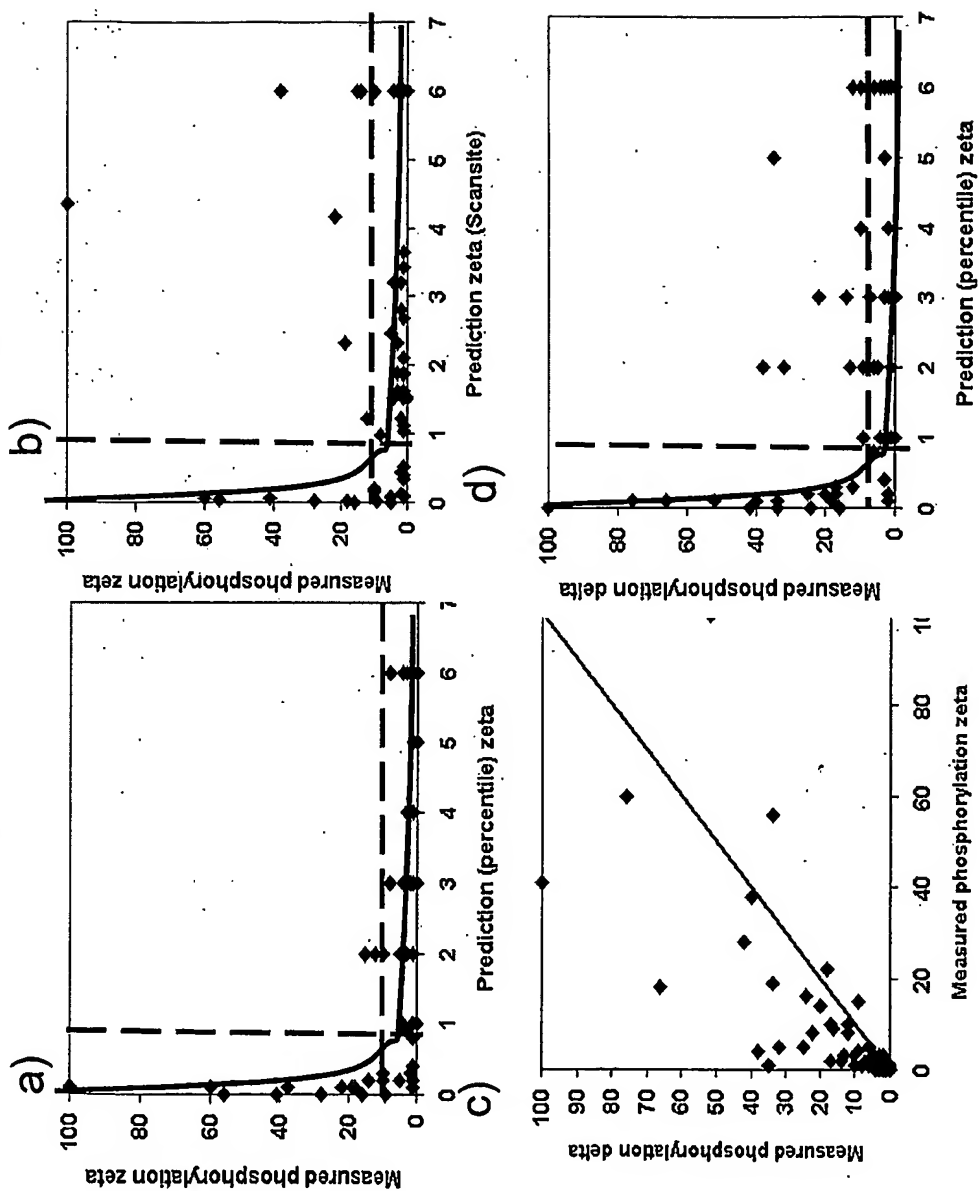 a)
Measured phosphorylation zeta
100
80
60
40
20
0
0 1 2 3 4 5 6 7
Prediction (percentile) zeta
b)
Measured phosphorylation zeta
100
80
60
40
20
0
0 1 2 3 4 5 6 7
Prediction zeta (Scansite)
c)
Measured phosphorylation delta
100
90
80
70
60
50
40
30
20
10
0
0 20 40 60 80 10
Measured phosphorylation zeta
d)
Measured phosphorylation delta
100
80
60
40
20
0
0 1 2 3 4 5 6 7
Prediction (percentile) zeta